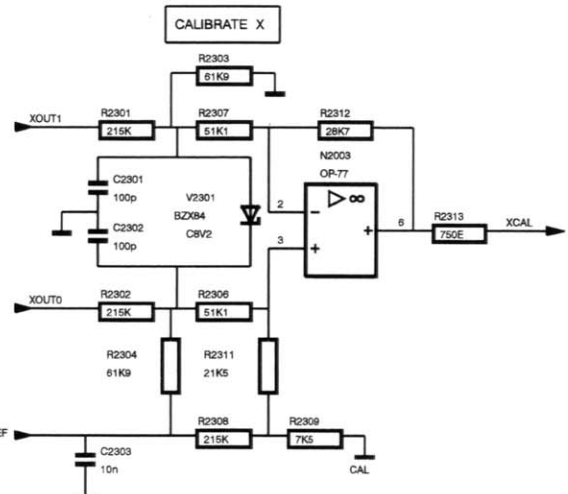 CALIBRATE X
R2303
61K9
XOUT1
R2301
215K
R2307
51K1
R2312
28K7
N2003
OP-77
C2301
100p
V2301
BZX84
C8V2
C2302
100p
▷ ∞
2
-
3
+
+
6
R2313
750E
XCAL
XOUT0
R2302
215K
R2306
51K1
R2304
61K9
R2311
21K5
EF
R2308
215K
R2309
7K5
C2303
10n
CAL